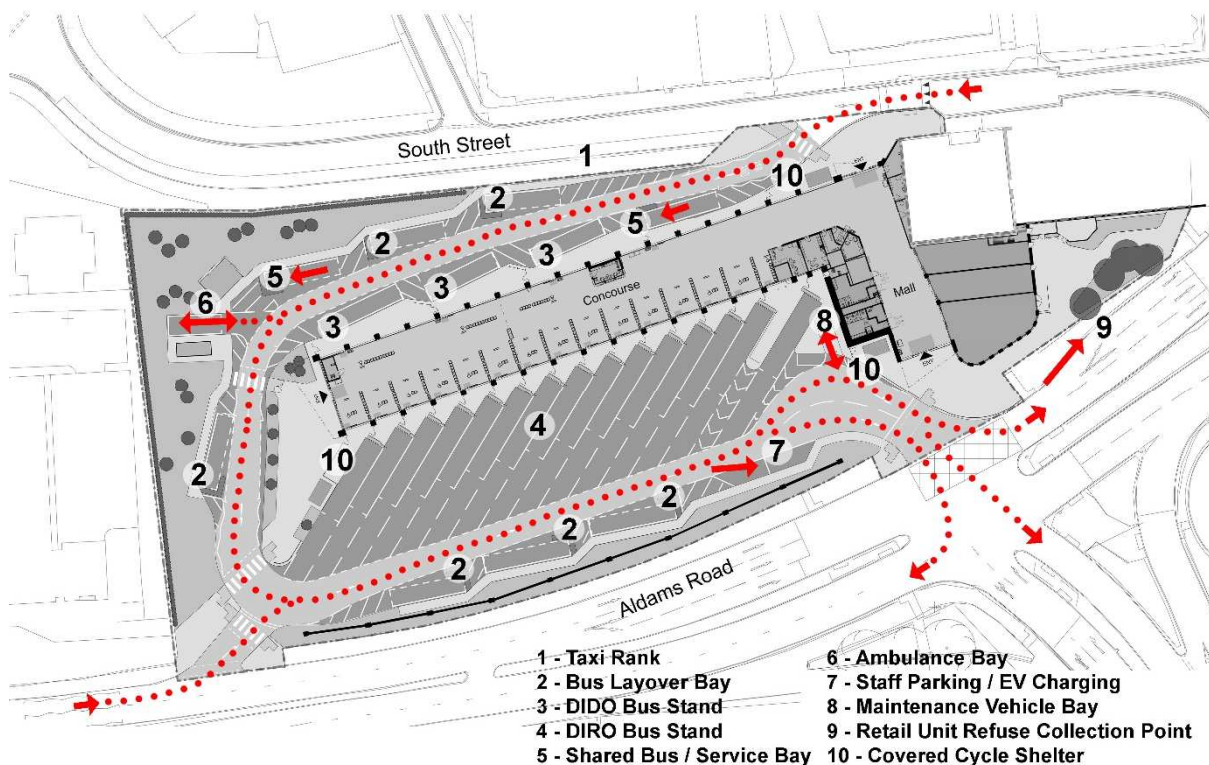 South Street
1
10
2
5
2
3
5
3
6
Concourse
3
Mall
8
9
10
4
10
2
7
2
2
2
Aldams Road
1 - Taxi Rank
2 - Bus Layover Bay
3 - DIDO Bus Stand
4 - DIRO Bus Stand
5 - Shared Bus / Service Bay
6 - Ambulance Bay
7 - Staff Parking / EV Charging
8 - Maintenance Vehicle Bay
9 - Retail Unit Refuse Collection Point
10 - Covered Cycle Shelter